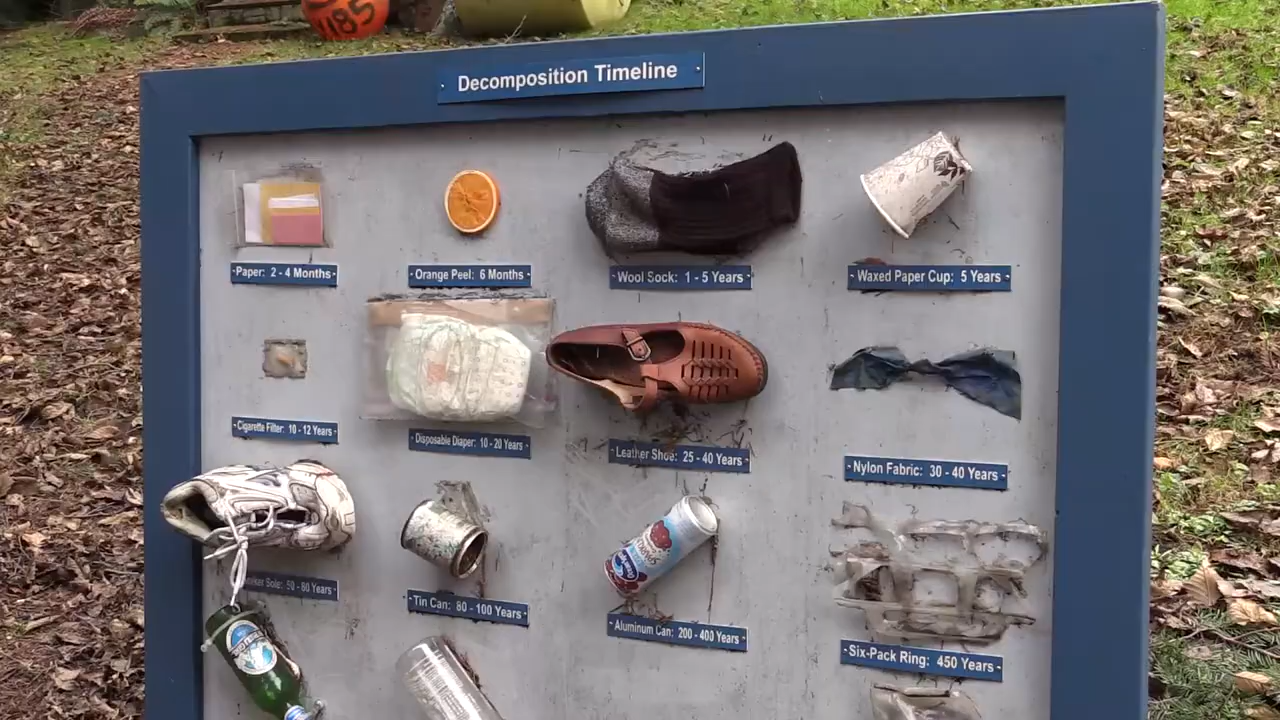 1185
Decomposition Timeline
Paper: 2 - 4 Months
Orange Peel: 6 Months
Wool Sock: 1 - 5 Years
Waxed Paper Cup: 5 Years
Cigarette Filter: 10 - 12 Years
Disposable Diaper: 10 - 20 Years
Leather Shoe: 25 - 40 Years
Nylon Fabric: 30 - 40 Years
Sole: 50 - 80 Years
Tin Can: 80 - 100 Years
Aluminum Can: 200 - 400 Years
Six-Pack Ring: 450 Years